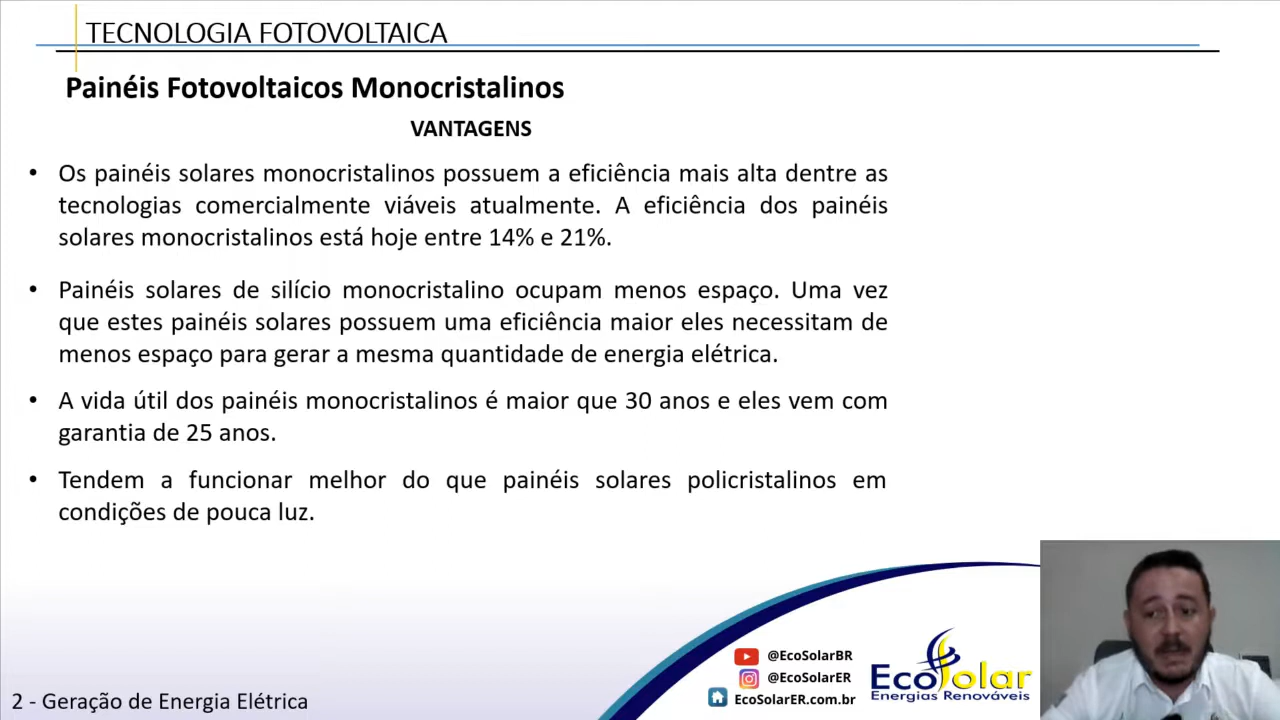 TECNOLOGIA FOTOVOLTAICA
Painéis Fotovoltaicos Monocristalinos
VANTAGENS
• Os painéis solares monocristalinos possuem a eficiência mais alta dentre as
tecnologias comercialmente viáveis atualmente. A eficiência dos painéis
solares monocristalinos está hoje entre 14% e 21%.
• Painéis solares de silício monocristalino ocupam menos espaço. Uma vez
que estes painéis solares possuem uma eficiência maior eles necessitam de
menos espaço para gerar a mesma quantidade de energia elétrica.
• A vida útil dos painéis monocristalinos é maior que 30 anos e eles vem com
garantia de 25 anos.
• Tendem a funcionar melhor do que painéis solares policristalinos em
condições de pouca luz.
@EcoSolarBR
@EcoSolarER
EcoSolarER.com.br
EcoSolar
Energias Renováveis
2 - Geração de Energia Elétrica